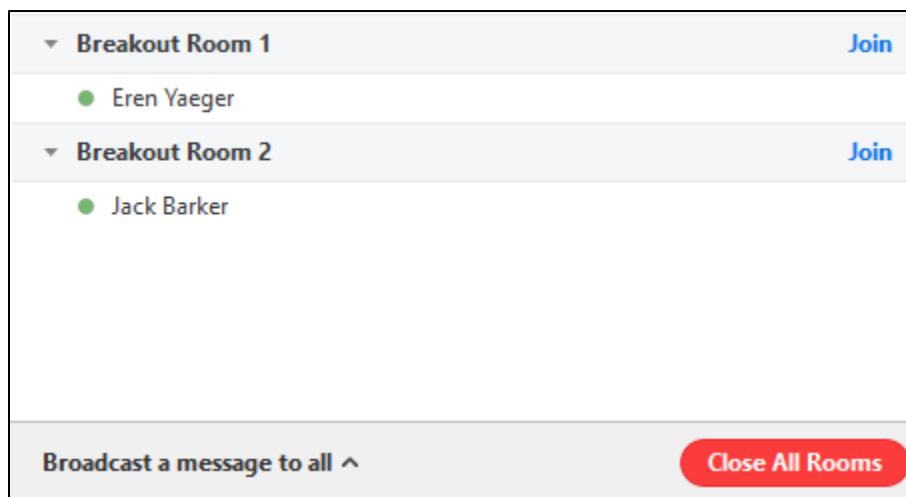 Breakout Room 1 Join
Eren Yaeger
Breakout Room 2 Join
Jack Barker
Broadcast a message to all Close All Rooms